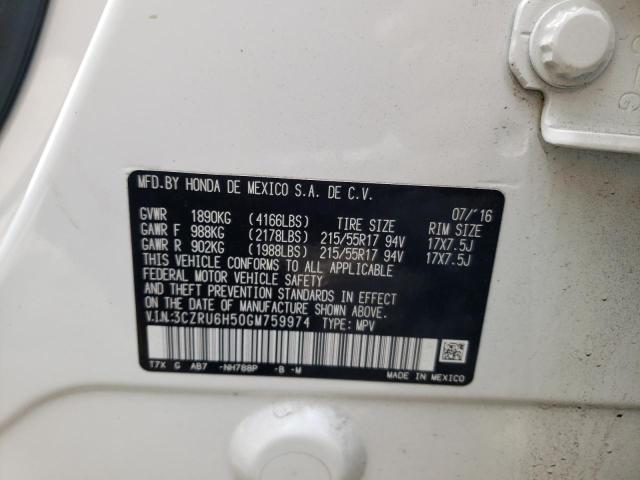 MFD.BY HONDA DE MEXICO S.A. DE C.V.
07/'16
GVWR 1890KG (4166LBS) TIRE SIZE RIM SIZE
GAWR F 988KG (2178LBS) 215/55R17 94V 17X7.5J
GAWR R 902KG (1988LBS) 215/55R17 94V 17X7.5J
THIS VEHICLE CONFORMS TO ALL APPLICABLE
FEDERAL MOTOR VEHICLE SAFETY
AND THEFT PREVENTION STANDARDS IN EFFECT
ON THE DATE OF MANUFACTURE SHOWN ABOVE.
V.I.N:3CZRU6H50GM759974 TYPE: MPV
T7X G AB7 -NH788P -B -M
MADE IN MEXICO